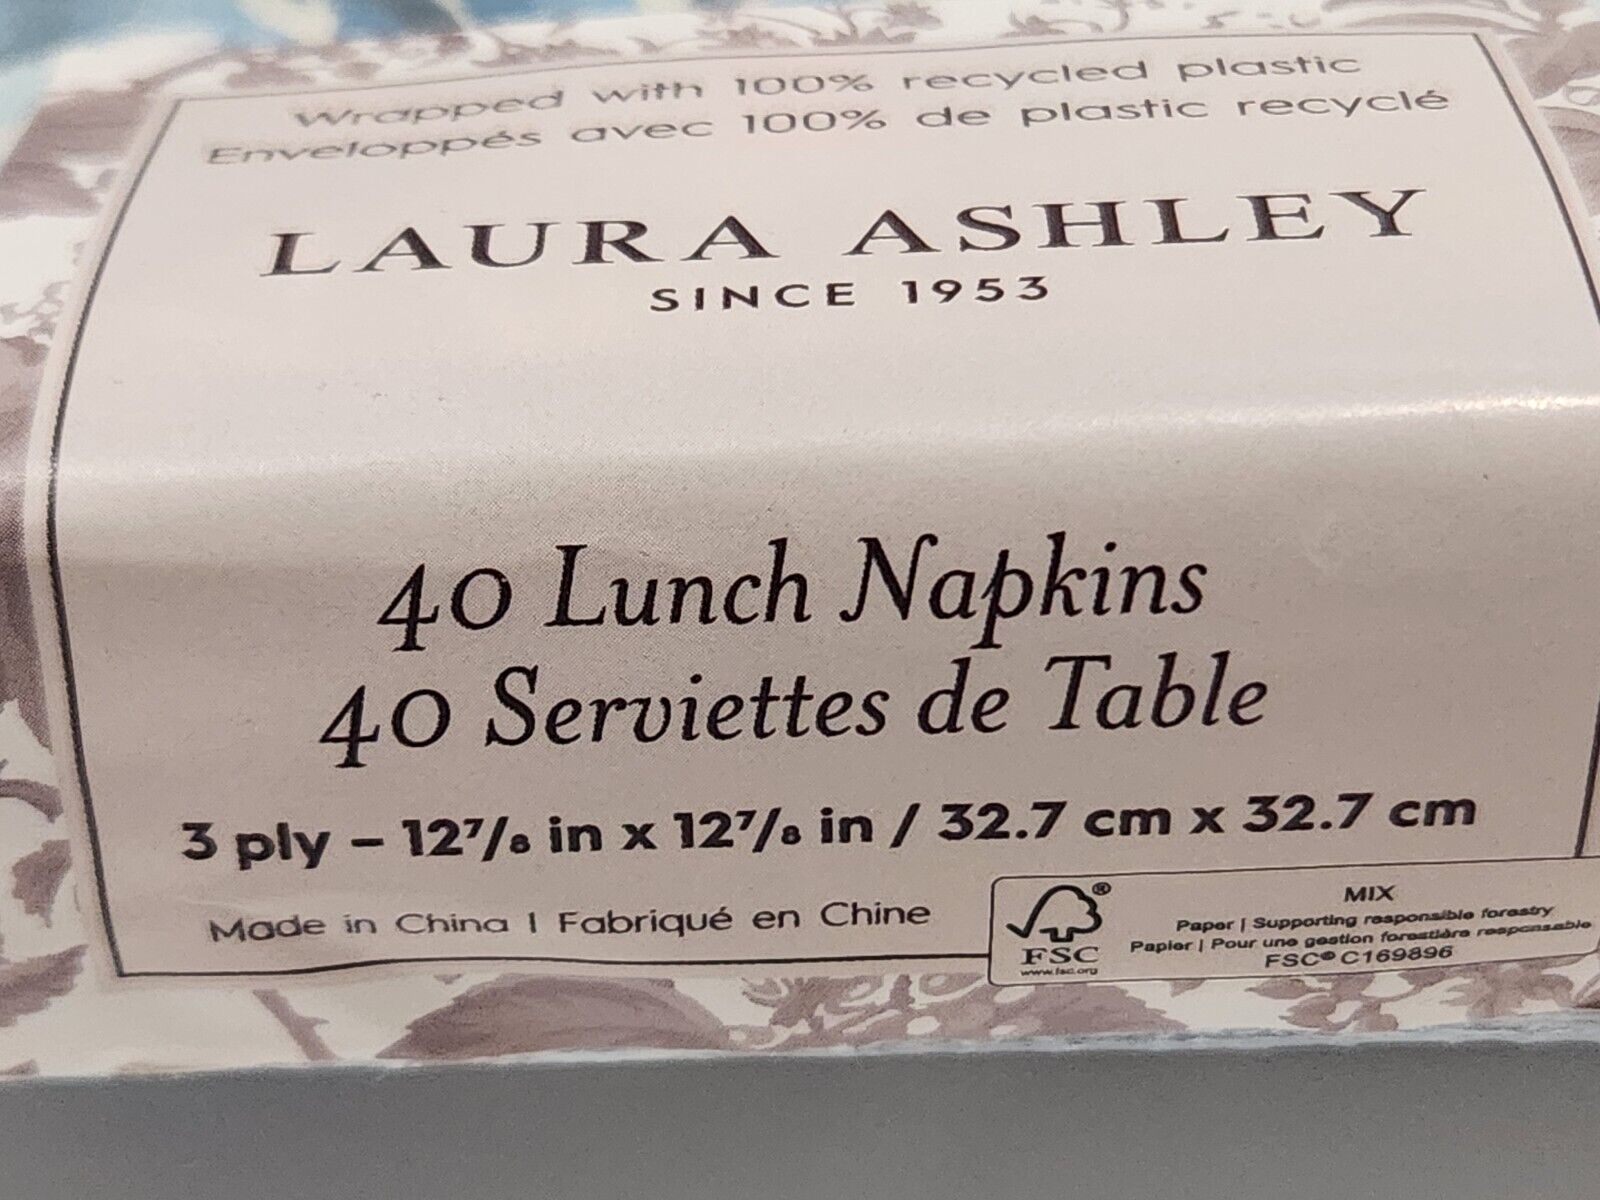 Wrapped with 100% recycled plastic
Enveloppés avec 100% de plastic recyclé
LAURA ASHLEY
SINCE 1953
40 Lunch Napkins
40 Serviettes de Table
3 ply – 12⅞ in x 12⅞ in / 32.7 cm x 32.7 cm
Made in China | Fabriqué en Chine
FSC®
www.fsc.org
MIX
Paper | Supporting responsible forestry
Papier | Pour une gestion forestière responsable
FSC® C169896